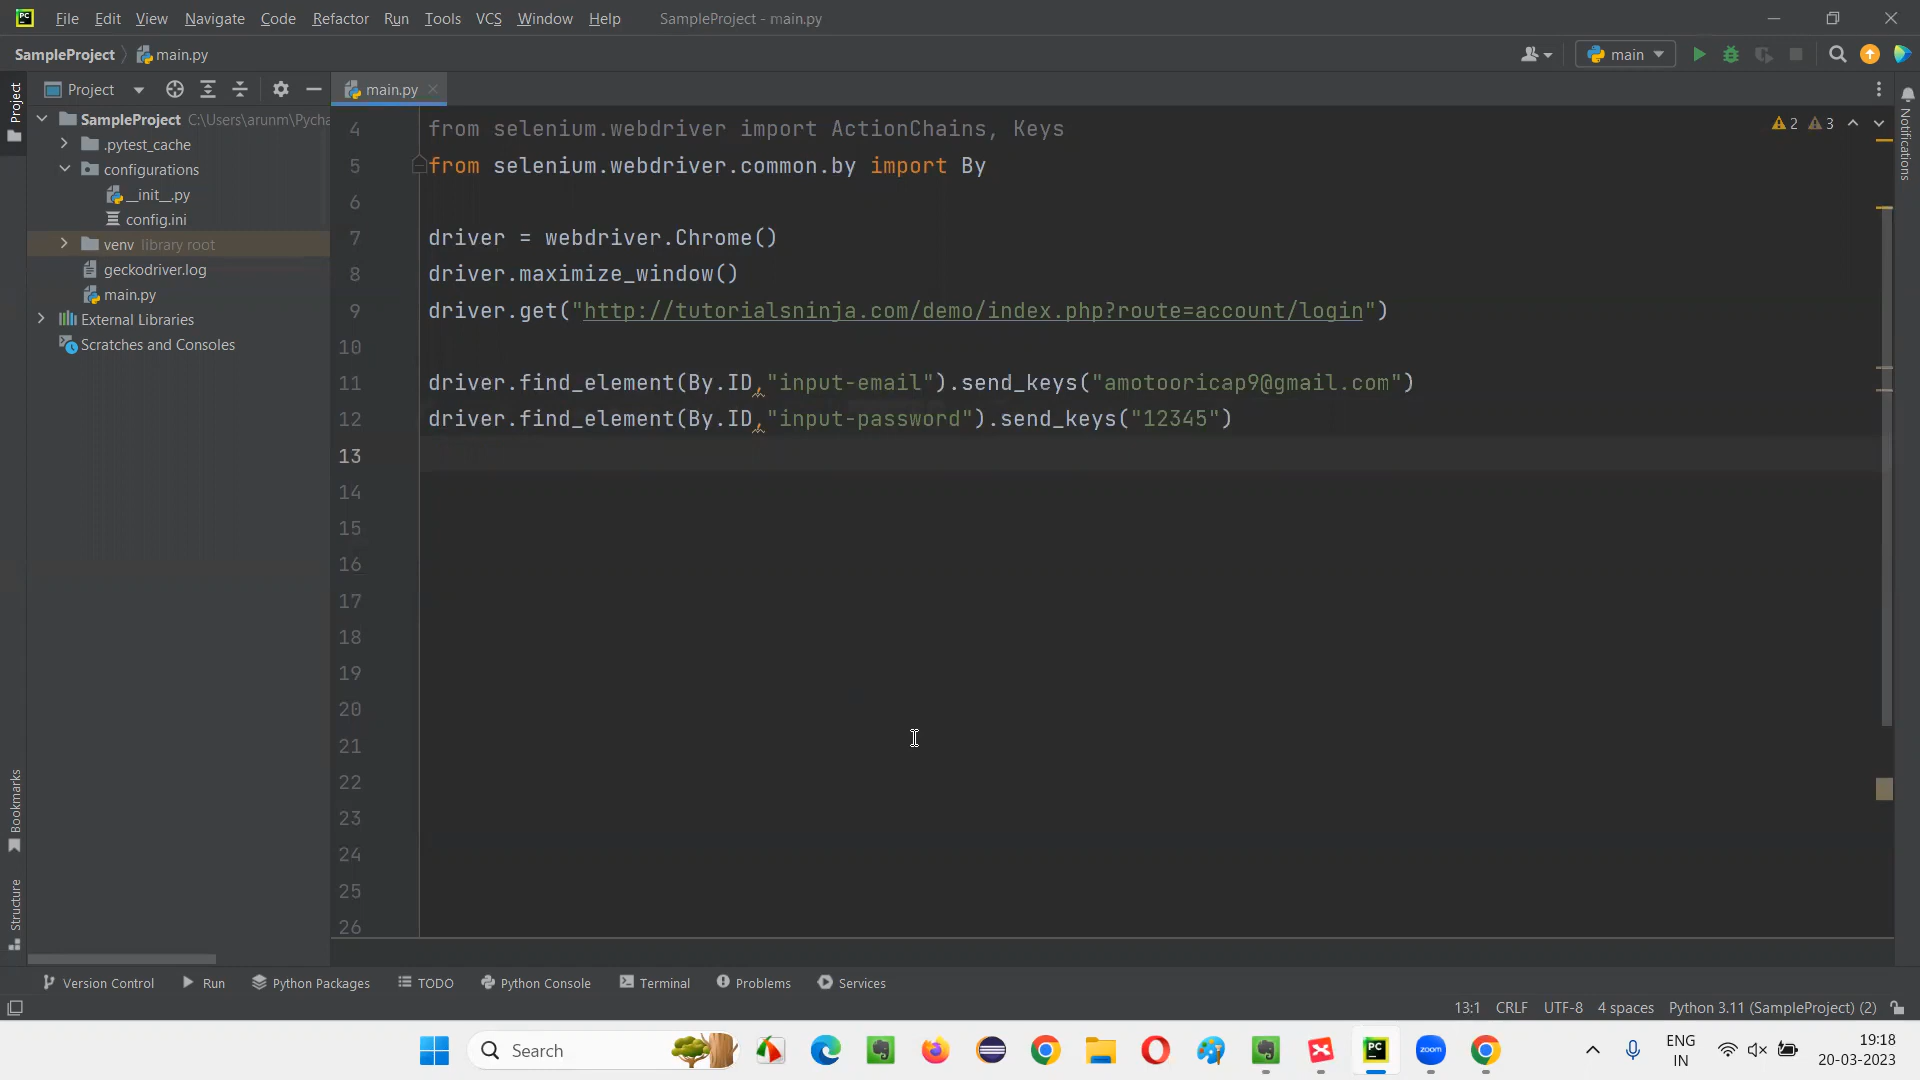 File Edit View Navigate Code Refactor Run Tools VCS Window Help SampleProject - main.py
SampleProject main.py
main
Project
main.py
Project
SampleProject C:\Users\arunm\Pycha
.pytest_cache
configurations
__init__.py
config.ini
venv library root
geckodriver.log
main.py
External Libraries
Scratches and Consoles
Bookmarks
Structure
2 3
Notifications
4 from selenium.webdriver import ActionChains, Keys
5 from selenium.webdriver.common.by import By
6
7 driver = webdriver.Chrome()
8 driver.maximize_window()
9 driver.get("http://tutorialsninja.com/demo/index.php?route=account/login")
10
11 driver.find_element(By.ID,"input-email").send_keys("amotooricap9@gmail.com")
12 driver.find_element(By.ID,"input-password").send_keys("12345")
13
14
15
16
17
18
19
20
21
22
23
24
25
26
Version Control Run Python Packages TODO Python Console Terminal Problems Services
13:1 CRLF UTF-8 4 spaces Python 3.11 (SampleProject) (2)
Search
zoom
PC
ENG
IN
19:18
20-03-2023